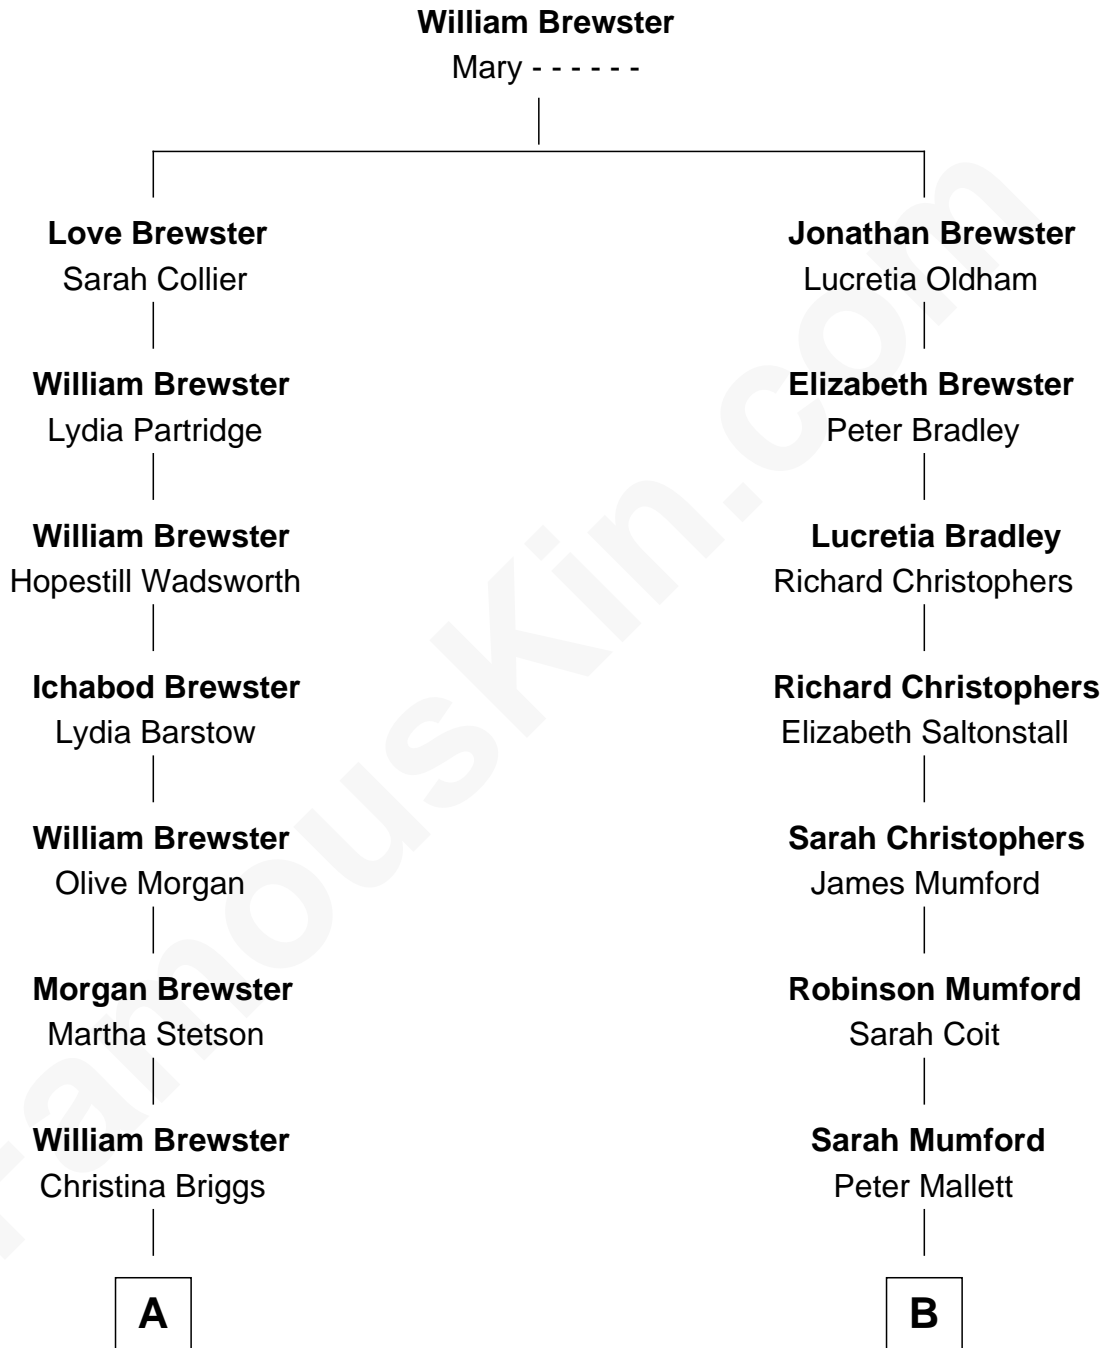 William Brewster
Mary - - - - - -
Love Brewster
Sarah Collier
William Brewster
Lydia Partridge
William Brewster
Hopestill Wadsworth
Ichabod Brewster
Lydia Barstow
William Brewster
Olive Morgan
Morgan Brewster
Martha Stetson
William Brewster
Christina Briggs
A
Jonathan Brewster
Lucretia Oldham
Elizabeth Brewster
Peter Bradley
Lucretia Bradley
Richard Christophers
Richard Christophers
Elizabeth Saltonstall
Sarah Christophers
James Mumford
Robinson Mumford
Sarah Coit
Sarah Mumford
Peter Mallett
B
FamousKin.com